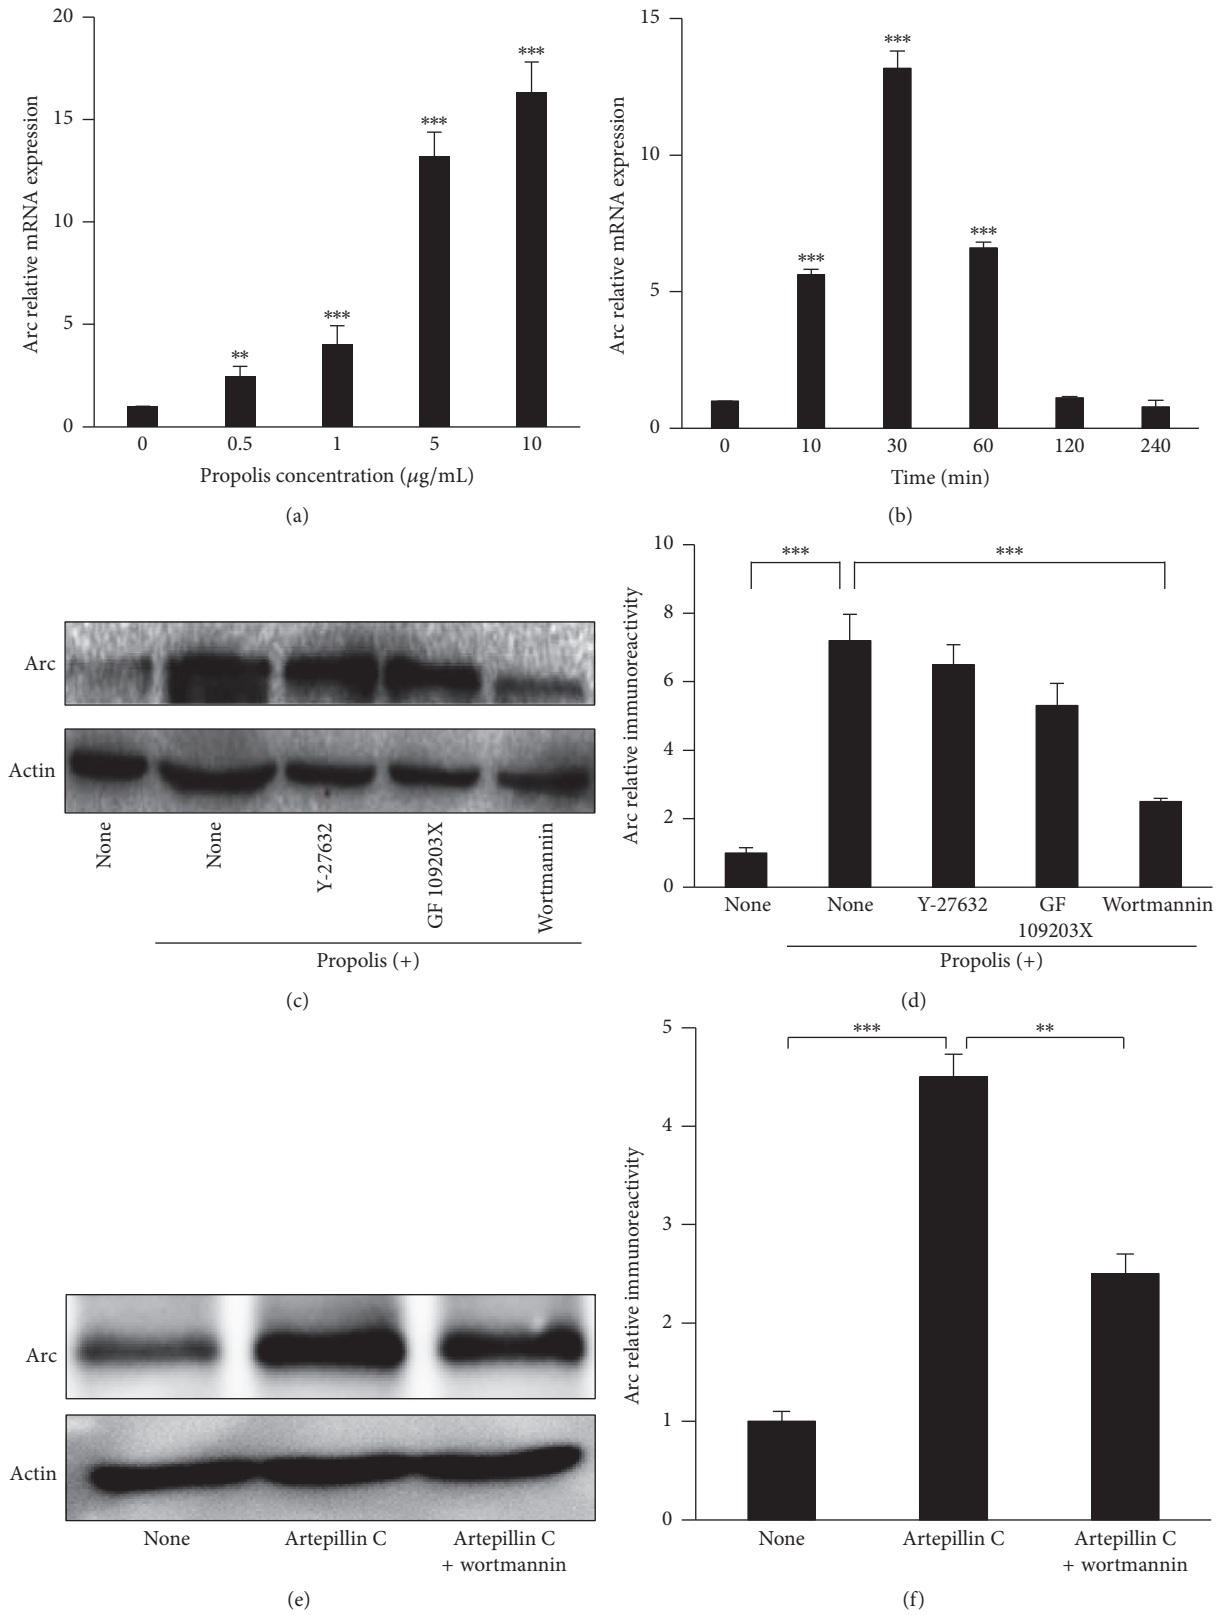 20
15
10
5
0
Arc relative mRNA expression
**
***
***
***
0 0.5 1 5 10
Propolis concentration (μg/mL)
(a)
15
10
5
0
Arc relative mRNA expression
***
***
***
0 10 30 60 120 240
Time (min)
(b)
Arc
Actin
None
None
Y-27632
GF 109203X
Wortmannin
Propolis (+)
(c)
10
8
6
4
2
0
Arc relative immunoreactivity
***
***
None None Y-27632 GF Wortmannin
109203X
Propolis (+)
(d)
Arc
Actin
None Artepillin C Artepillin C
+ wortmannin
(e)
5
4
3
2
1
0
Arc relative immunoreactivity
***
**
None Artepillin C Artepillin C
+ wortmannin
(f)